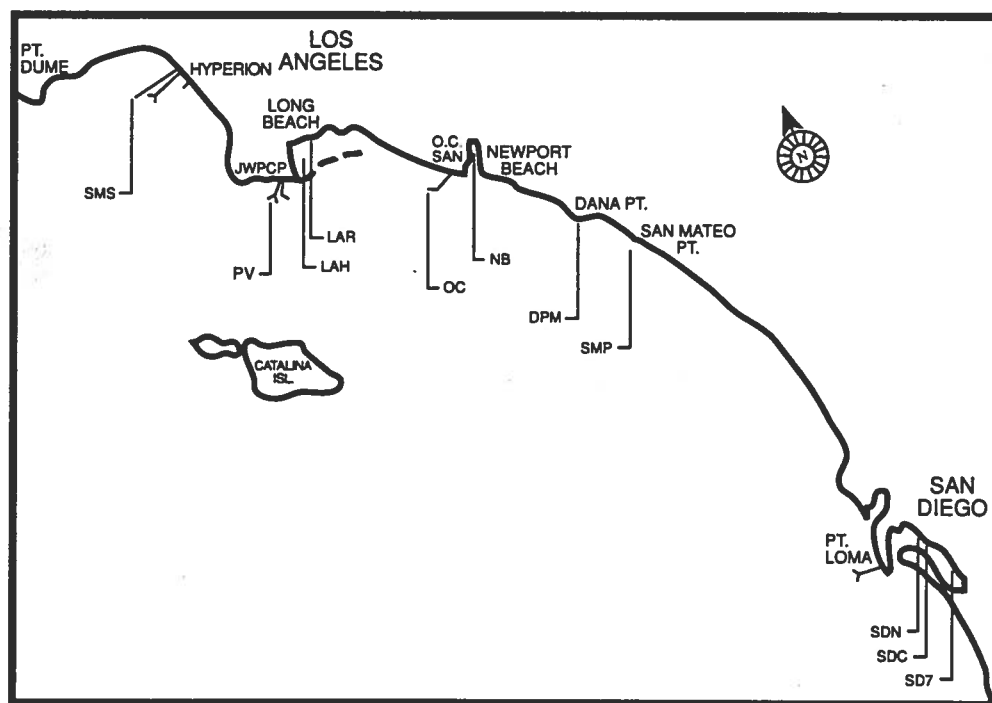 PT.
DUME
LOS
ANGELES
HYPERION
LONG
BEACH
JWPCP
SMS
O.C.
SAN
NEWPORT
BEACH
DANA PT.
SAN MATEO
PT.
LAR
LAH
PV
NB
OC
DPM
SMP
CATALINA
ISL.
N
SAN
DIEGO
PT.
LOMA
SDN
SDC
SD7